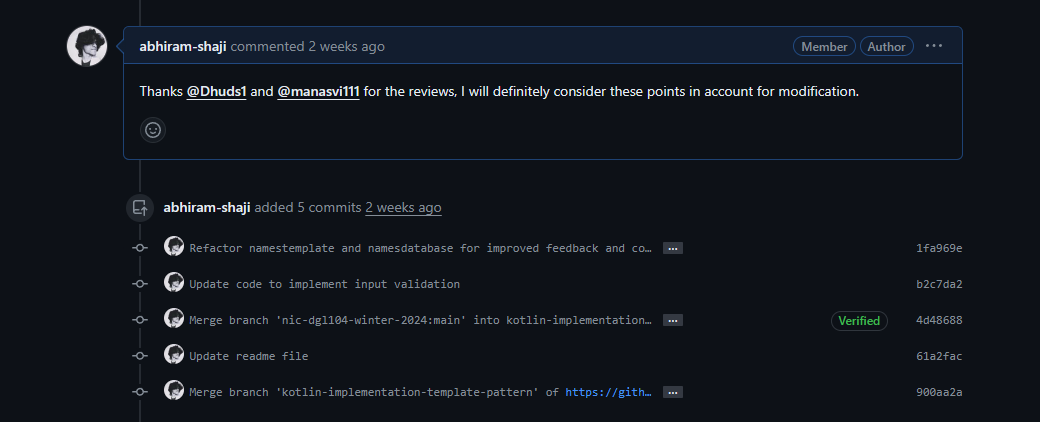 abhiram-shaji commented 2 weeks ago Member Author ...
Thanks @Dhuds1 and @manasvi111 for the reviews, I will definitely consider these points in account for modification.
abhiram-shaji added 5 commits 2 weeks ago
Refactor namestemplate and namesdatabase for improved feedback and co… ... 1fa969e
Update code to implement input validation b2c7da2
Merge branch 'nic-dgl104-winter-2024:main' into kotlin-implementation… ... Verified 4d48688
Update readme file 61a2fac
Merge branch 'kotlin-implementation-template-pattern' of https://gith… ... 900aa2a